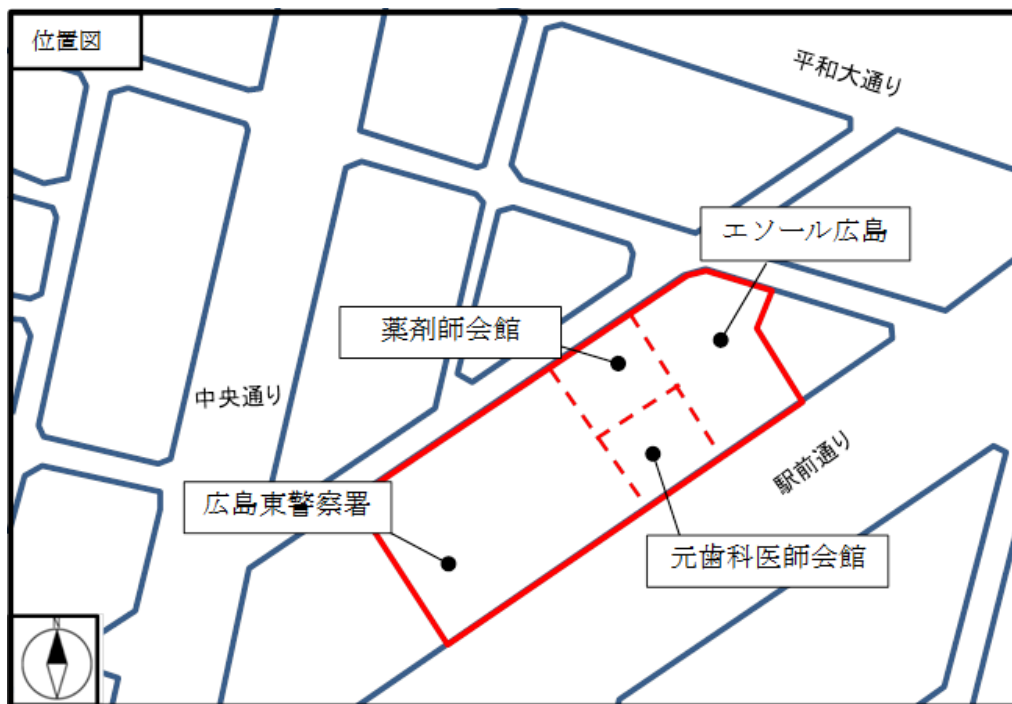 位置図
平和大通り
エソール広島
薬剤師会館
中央通り
駅前通り
広島東警察署
元歯科医師会館
N